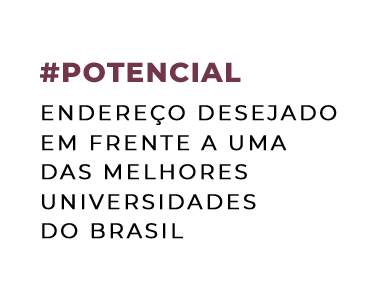 #POTENCIAL
ENDEREÇO DESEJADO
EM FRENTE A UMA
DAS MELHORES
UNIVERSIDADES
DO BRASIL